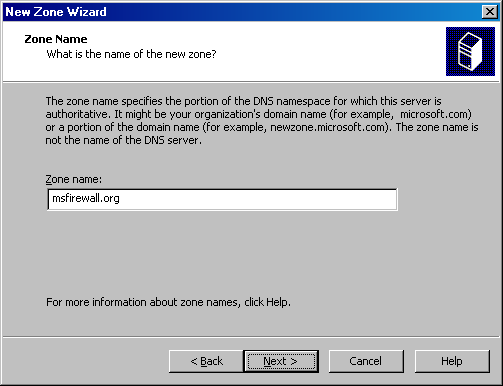 New Zone Wizard
Zone Name
What is the name of the new zone?
The zone name specifies the portion of the DNS namespace for which this server is
authoritative. It might be your organization's domain name (for example, microsoft.com)
or a portion of the domain name (for example, newzone.microsoft.com). The zone name is
not the name of the DNS server.
Zone name:
msfirewall.org
For more information about zone names, click Help.
< Back Next > Cancel Help